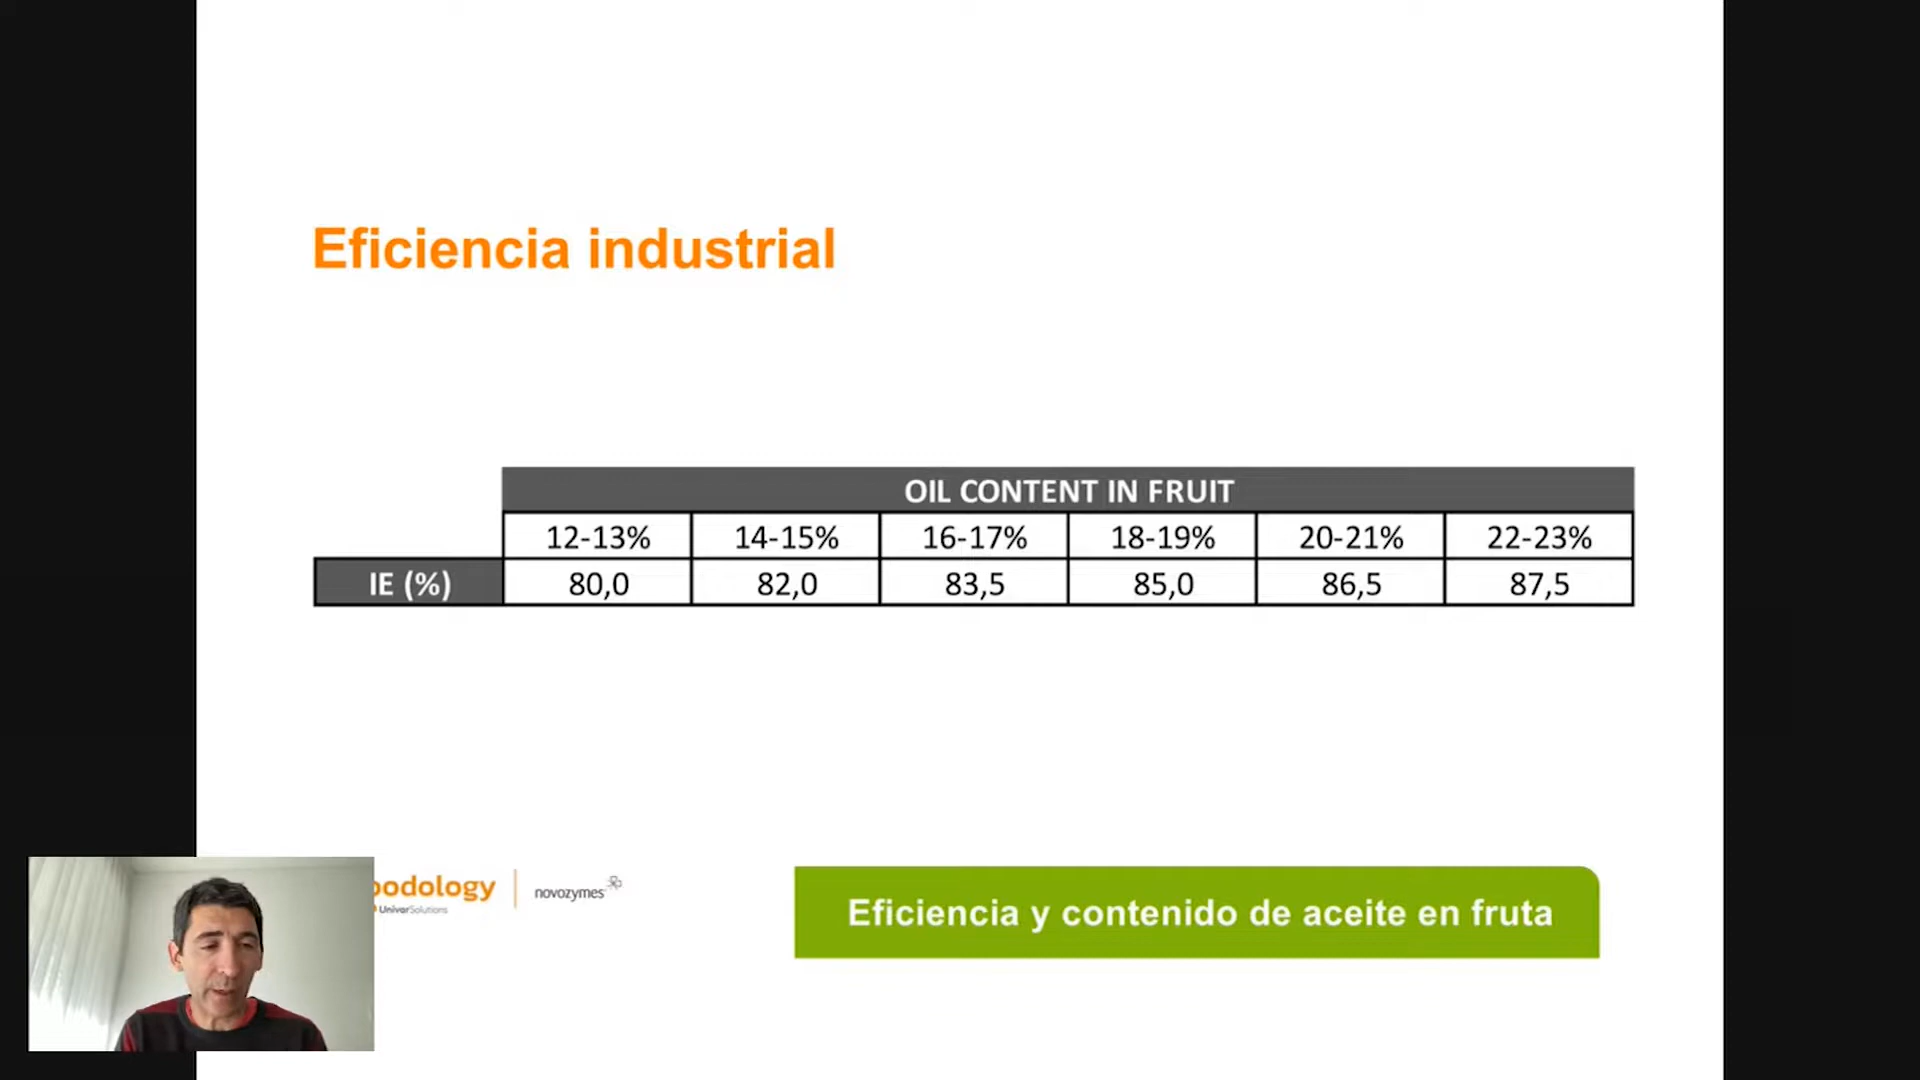 Eficiencia industrial
OIL CONTENT IN FRUIT
12-13% 14-15% 16-17% 18-19% 20-21% 22-23%
IE (%) 80,0 82,0 83,5 85,0 86,5 87,5
oodology
UnivarSolutions
novozymes
Eficiencia y contenido de aceite en fruta